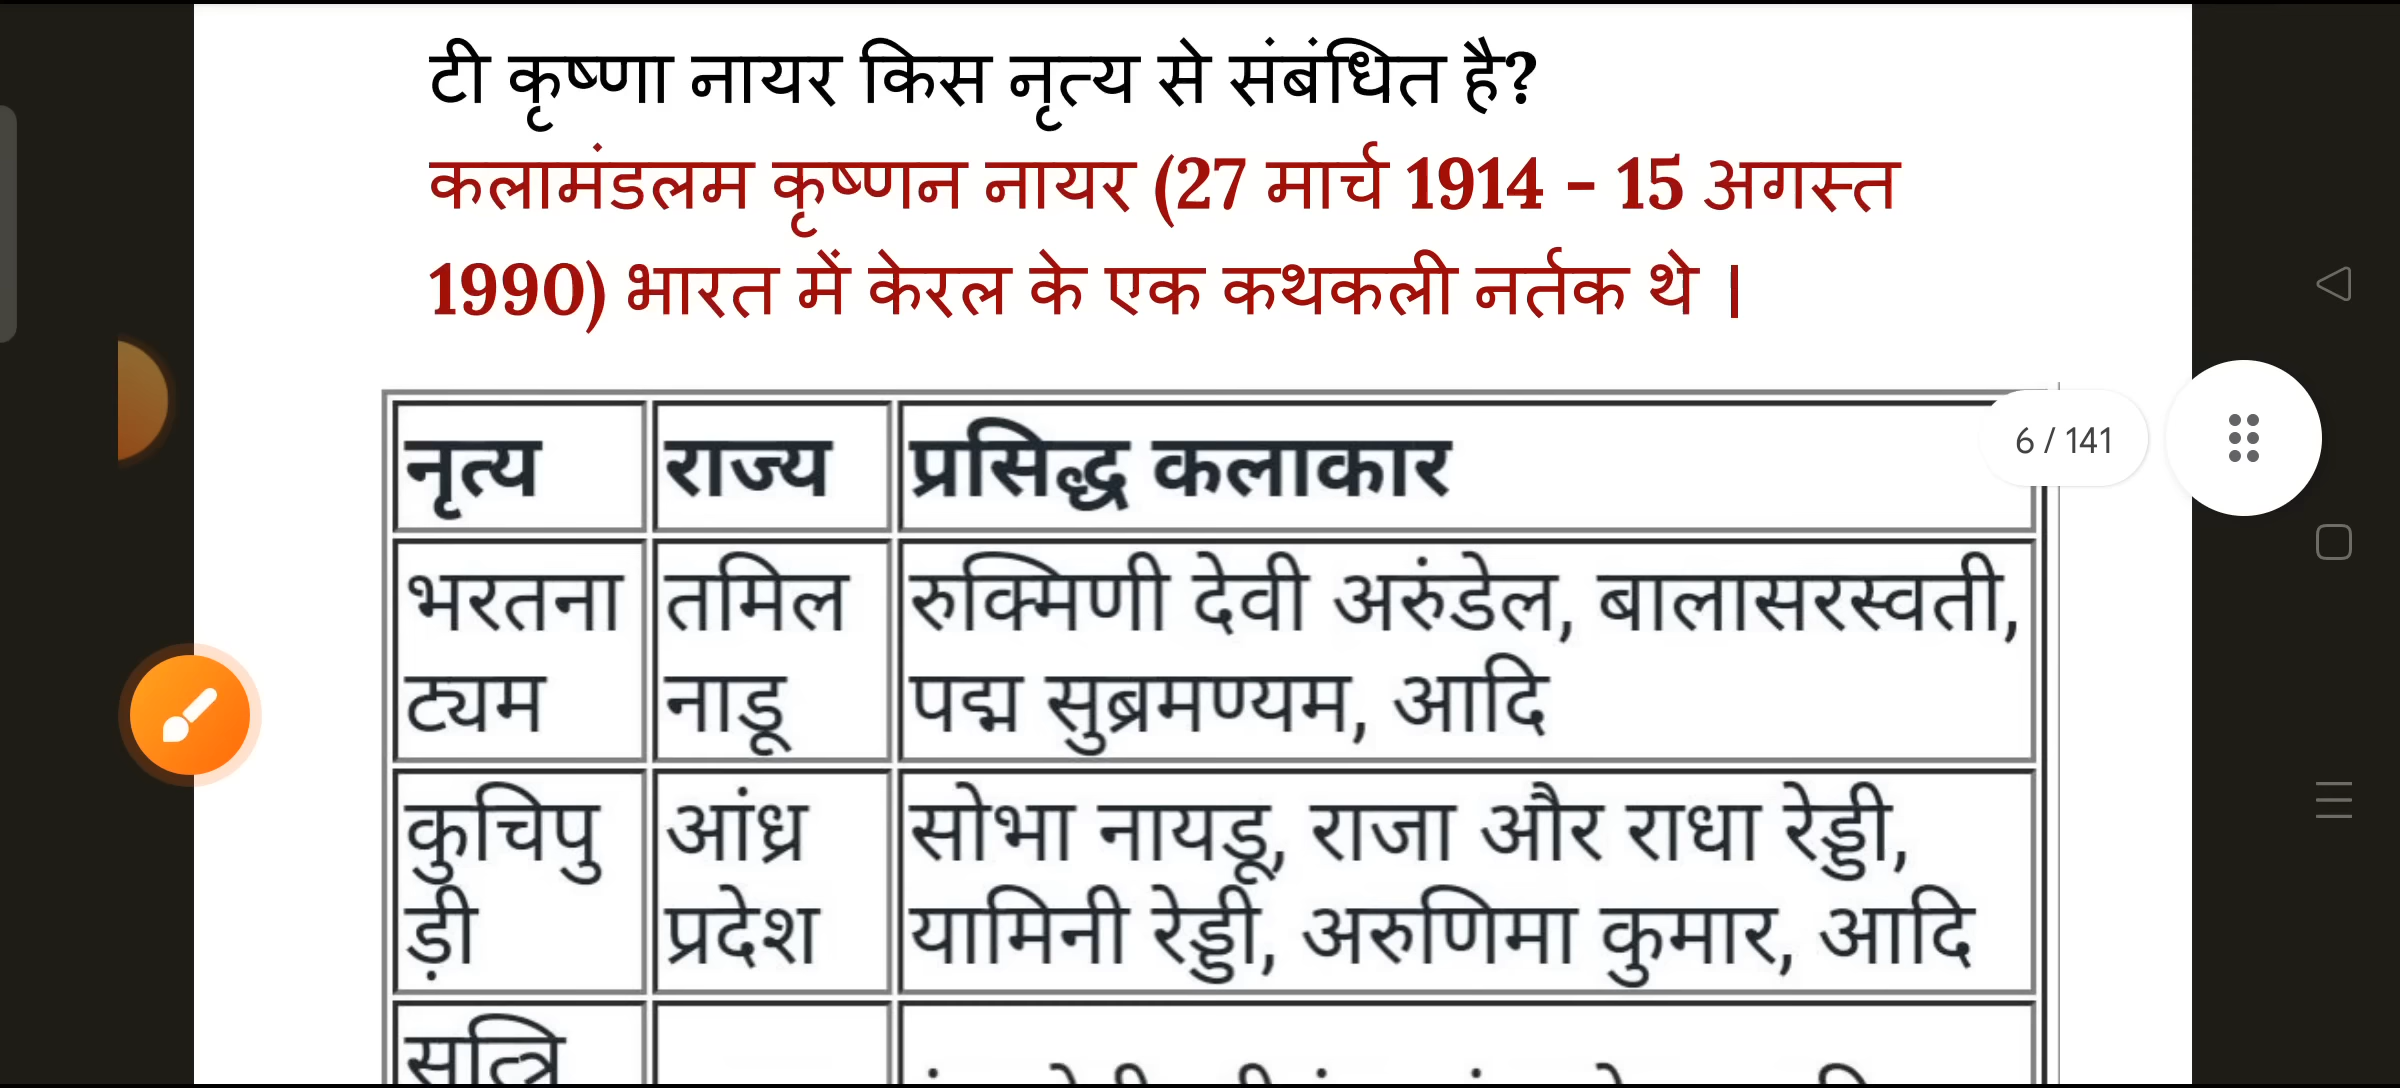 टी कृष्णा नायर किस नृत्य से संबंधित है?
कलामंडलम कृष्णन नायर (27 मार्च 1914 - 15 अगस्त
1990) भारत में केरल के एक कथकली नर्तक थे |
6 / 141
नृत्य राज्य प्रसिद्ध कलाकार
भरतना तमिल रुक्मिणी देवी अरुंडेल, बालासरस्वती,
ट्यम नाडू पद्म सुब्रमण्यम, आदि
कुचिपु आंध्र सोभा नायडू, राजा और राधा रेड्डी,
ड़ी प्रदेश यामिनी रेड्डी, अरुणिमा कुमार, आदि
सत्त्रि